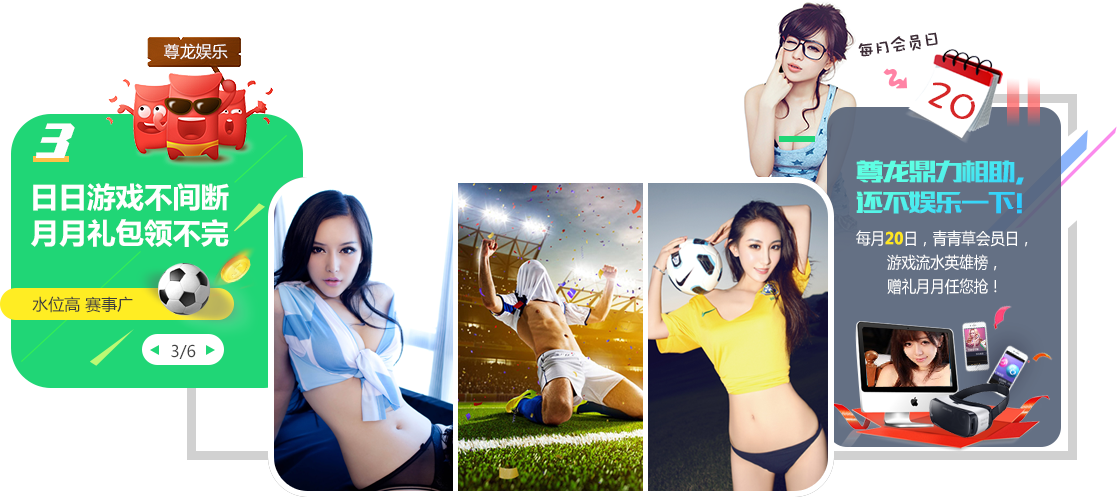 尊龙娱乐
3
日日游戏不间断
月月礼包领不完
水位高 赛事广
3/6
每月会员日
20
尊龙鼎力相助,
还不娱乐一下!
每月20日，青青草会员日，
游戏流水英雄榜，
赠礼月月任您抢！